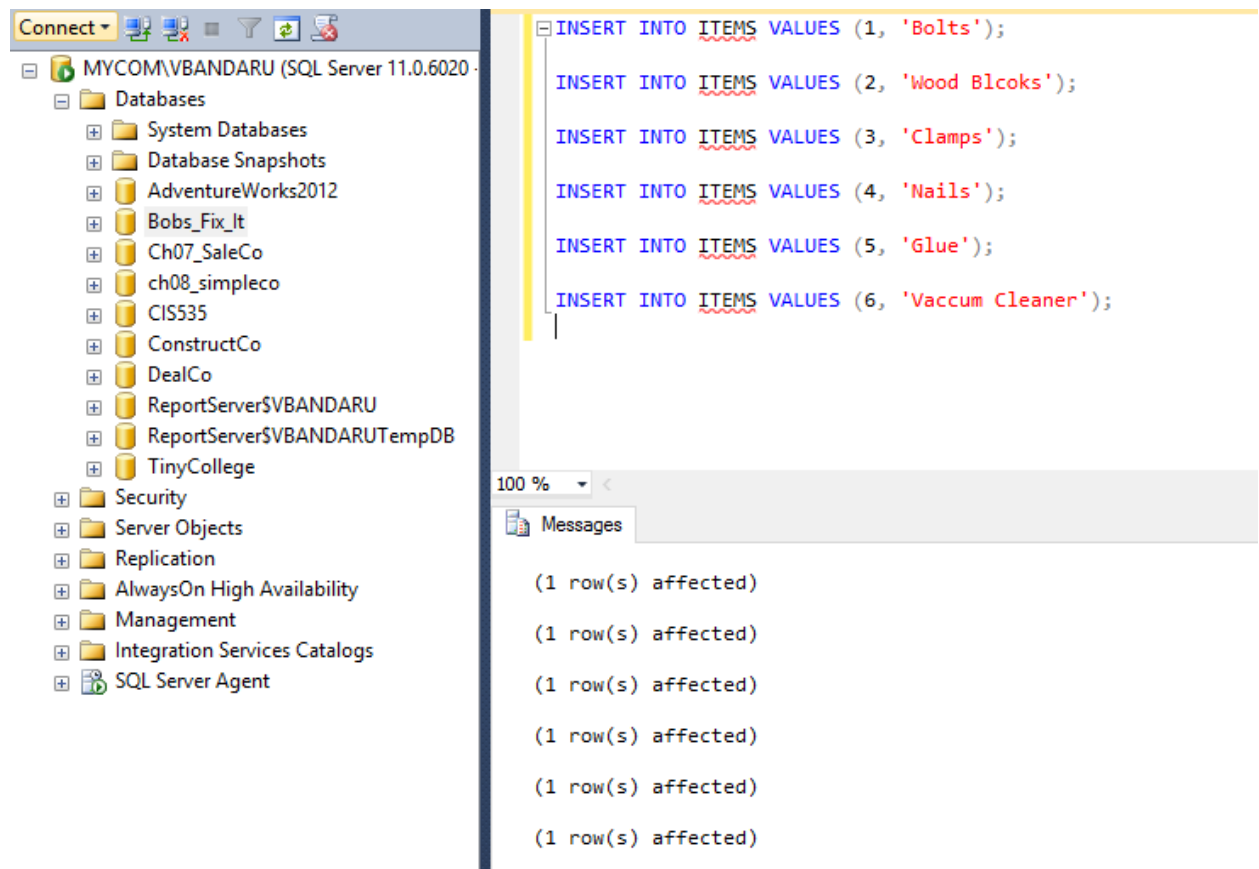 Connect
MYCOM\VBANDARU (SQL Server 11.0.6020 -
Databases
System Databases
Database Snapshots
AdventureWorks2012
Bobs_Fix_It
Ch07_SaleCo
ch08_simpleco
CIS535
ConstructCo
DealCo
ReportServer$VBANDARU
ReportServer$VBANDARUTempDB
TinyCollege
Security
Server Objects
Replication
AlwaysOn High Availability
Management
Integration Services Catalogs
SQL Server Agent
INSERT INTO ITEMS VALUES (1, 'Bolts');
INSERT INTO ITEMS VALUES (2, 'Wood Blcoks');
INSERT INTO ITEMS VALUES (3, 'Clamps');
INSERT INTO ITEMS VALUES (4, 'Nails');
INSERT INTO ITEMS VALUES (5, 'Glue');
INSERT INTO ITEMS VALUES (6, 'Vaccum Cleaner');
100 %
Messages
(1 row(s) affected)
(1 row(s) affected)
(1 row(s) affected)
(1 row(s) affected)
(1 row(s) affected)
(1 row(s) affected)